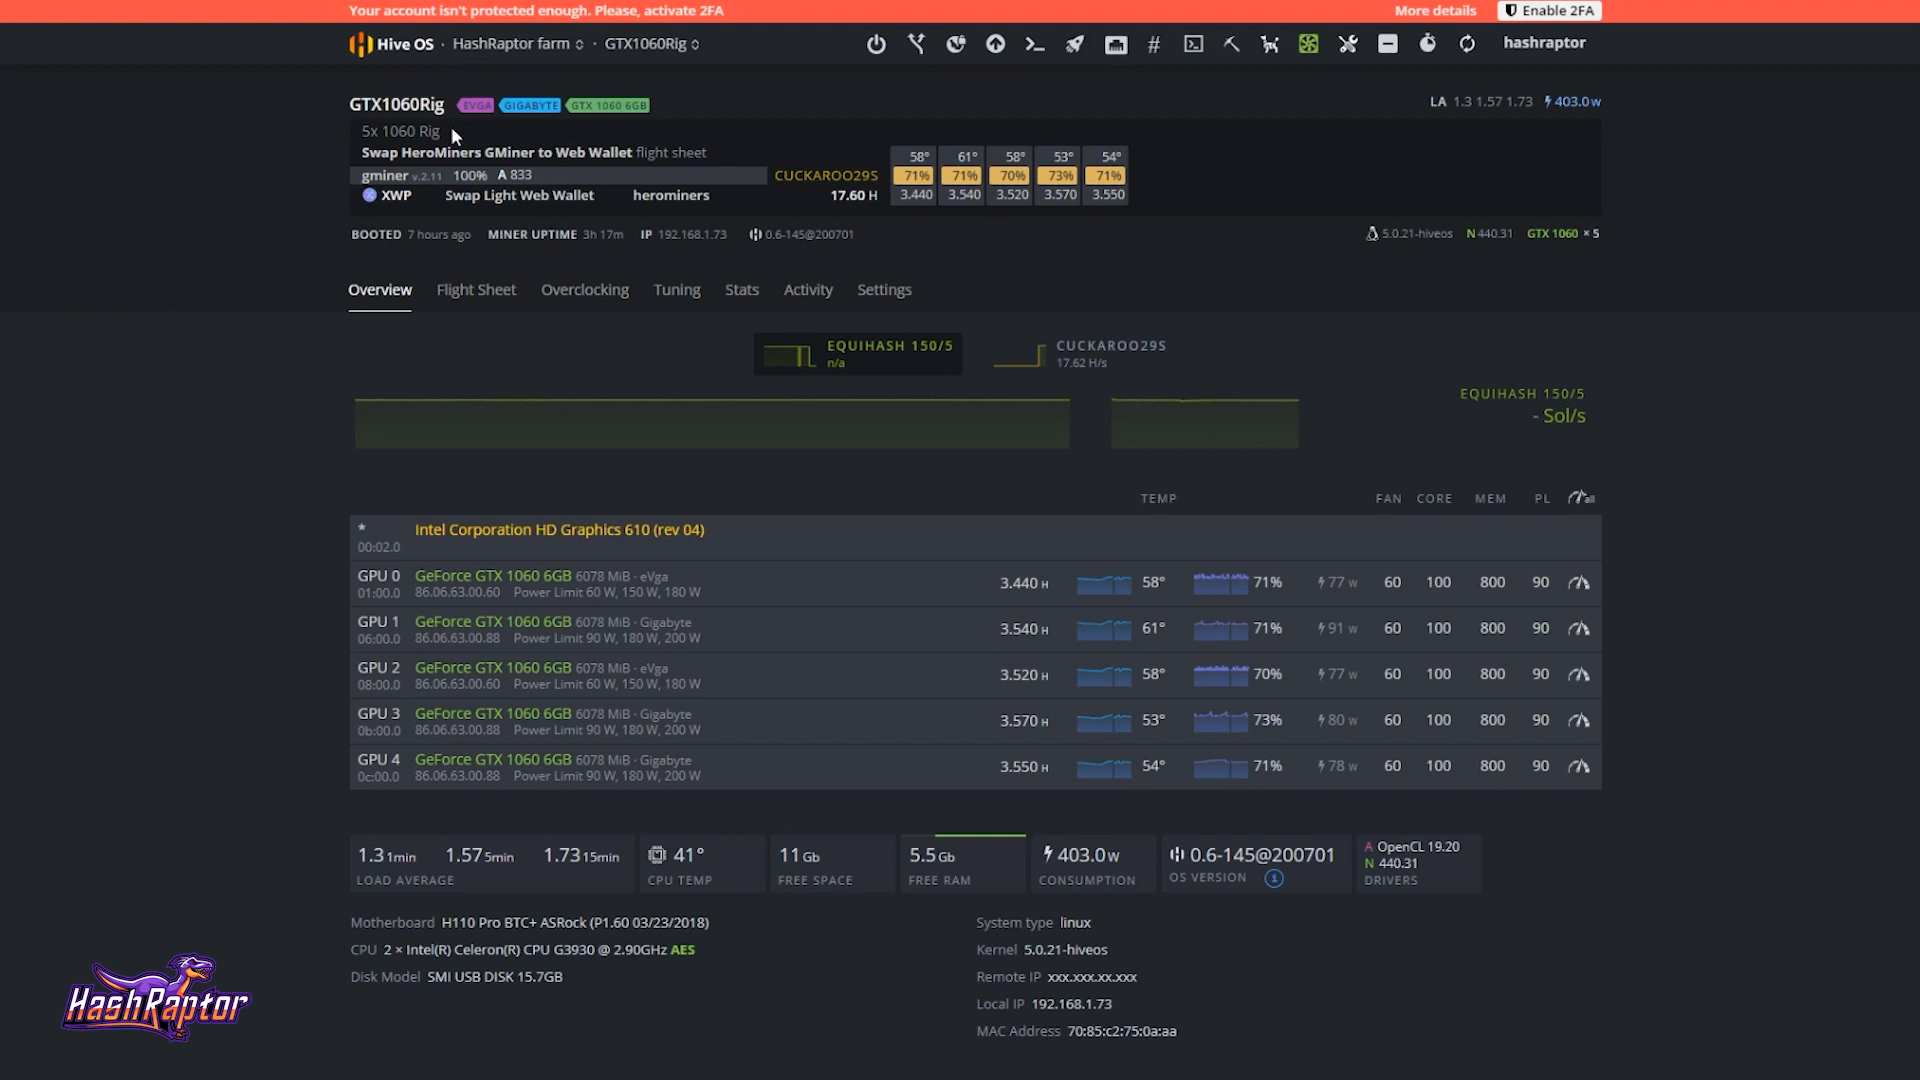 Your account isn't protected enough. Please, activate 2FA More details Enable 2FA
Hive OS · HashRaptor farm · GTX1060Rig hashraptor
GTX1060Rig EVGA GIGABYTE GTX 1060 6GB LA 1.3 1.57 1.73 403.0 W
5x 1060 Rig
Swap HeroMiners GMiner to Web Wallet flight sheet 58° 61° 58° 53° 54°
gminer v.2.11 100% A 833 CUCKAROO29S 71% 71% 70% 73% 71%
XWP Swap Light Web Wallet herominers 17.60 H 3.440 3.540 3.520 3.570 3.550
BOOTED 7 hours ago MINER UPTIME 3h 17m IP 192.168.1.73 0.6-145@200701 5.0.21-hiveos N 440.31 GTX 1060 × 5
Overview Flight Sheet Overclocking Tuning Stats Activity Settings
EQUIHASH 150/5 CUCKAROO29S
n/a 17.62 H/s
EQUIHASH 150/5
- Sol/s
TEMP FAN CORE MEM PL all
* Intel Corporation HD Graphics 610 (rev 04)
00:02.0
GPU 0 GeForce GTX 1060 6GB 6078 MiB · eVga 3.440 H 58° 71% 77 W 60 100 800 90
01:00.0 86.06.63.00.60 Power Limit 60 W, 150 W, 180 W
GPU 1 GeForce GTX 1060 6GB 6078 MiB · Gigabyte 3.540 H 61° 71% 91 W 60 100 800 90
06:00.0 86.06.63.00.88 Power Limit 90 W, 180 W, 200 W
GPU 2 GeForce GTX 1060 6GB 6078 MiB · eVga 3.520 H 58° 70% 77 W 60 100 800 90
08:00.0 86.06.63.00.60 Power Limit 60 W, 150 W, 180 W
GPU 3 GeForce GTX 1060 6GB 6078 MiB · Gigabyte 3.570 H 53° 73% 80 W 60 100 800 90
0b:00.0 86.06.63.00.88 Power Limit 90 W, 180 W, 200 W
GPU 4 GeForce GTX 1060 6GB 6078 MiB · Gigabyte 3.550 H 54° 71% 78 W 60 100 800 90
0c:00.0 86.06.63.00.88 Power Limit 90 W, 180 W, 200 W
1.3 1min 1.57 5min 1.73 15min 41° 11 Gb 5.5 Gb 403.0 W 0.6-145@200701 A OpenCL 19.20
N 440.31
LOAD AVERAGE CPU TEMP FREE SPACE FREE RAM CONSUMPTION OS VERSION DRIVERS
Motherboard H110 Pro BTC+ ASRock (P1.60 03/23/2018) System type linux
CPU 2 × Intel(R) Celeron(R) CPU G3930 @ 2.90GHz AES Kernel 5.0.21-hiveos
Disk Model SMI USB DISK 15.7GB Remote IP xxx.xxx.xx.xxx
Local IP 192.168.1.73
MAC Address 70:85:c2:75:0a:aa
HashRaptor